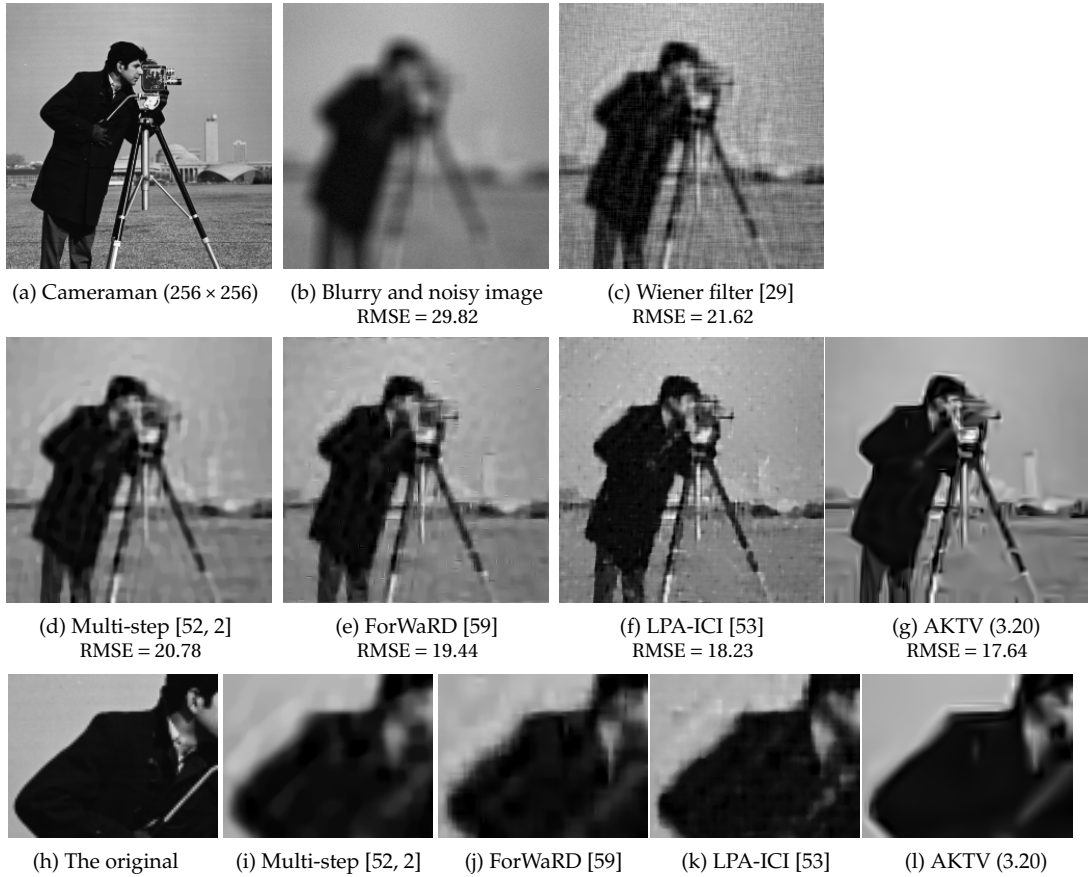 (a) Cameraman (256 × 256)
(b) Blurry and noisy image
RMSE = 29.82
(c) Wiener filter [29]
RMSE = 21.62
(d) Multi-step [52, 2]
RMSE = 20.78
(e) ForWaRD [59]
RMSE = 19.44
(f) LPA-ICI [53]
RMSE = 18.23
(g) AKTV (3.20)
RMSE = 17.64
(h) The original
(i) Multi-step [52, 2]
(j) ForWaRD [59]
(k) LPA-ICI [53]
(l) AKTV (3.20)